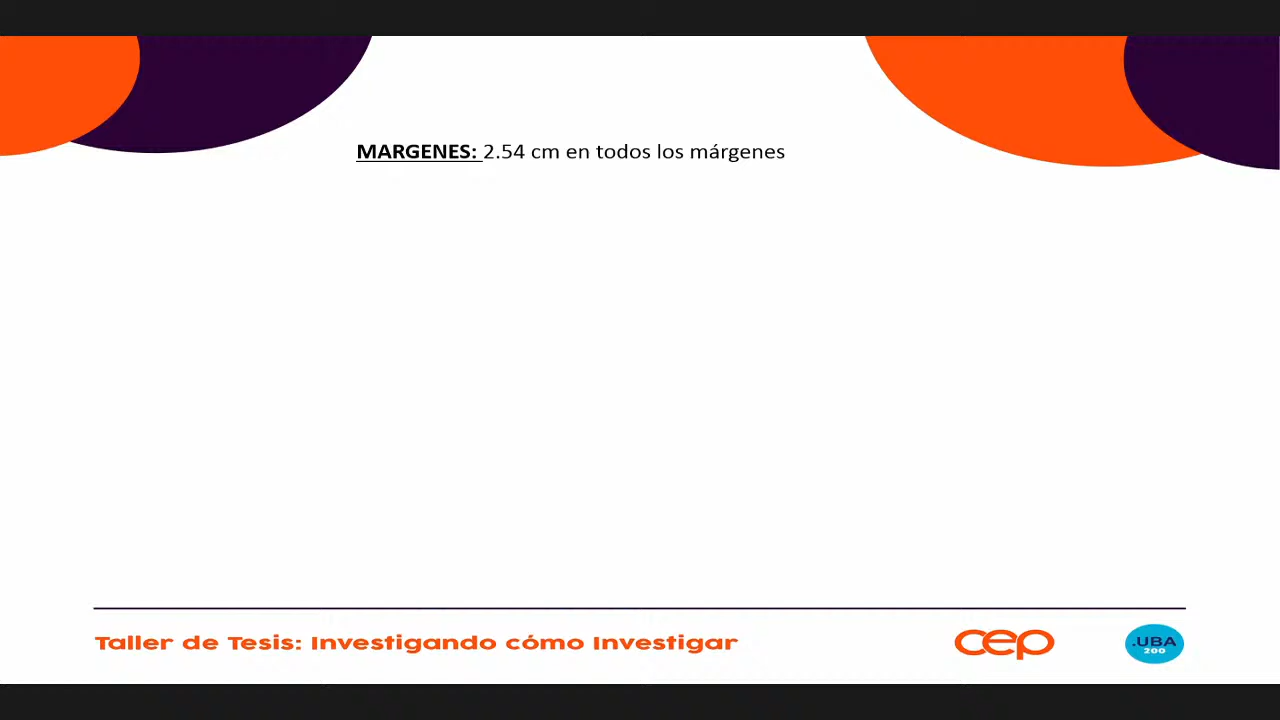 MARGENES: 2.54 cm en todos los márgenes
Taller de Tesis: Investigando cómo Investigar
cep
.UBA
200